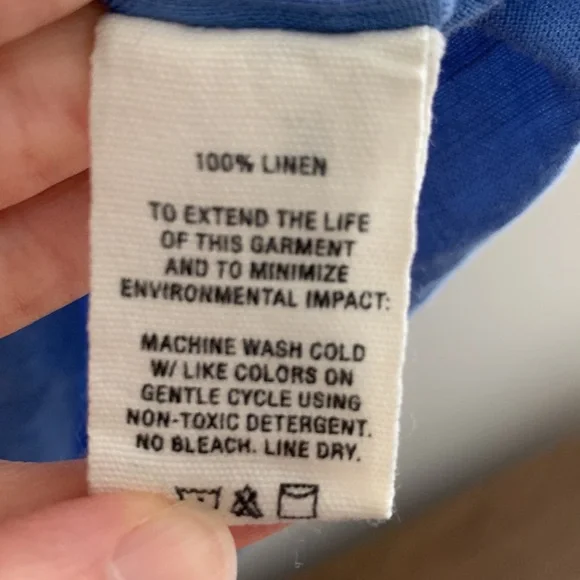 100% LINEN
TO EXTEND THE LIFE
OF THIS GARMENT
AND TO MINIMIZE
ENVIRONMENTAL IMPACT:
MACHINE WASH COLD
W/ LIKE COLORS ON
GENTLE CYCLE USING
NON-TOXIC DETERGENT.
NO BLEACH. LINE DRY.